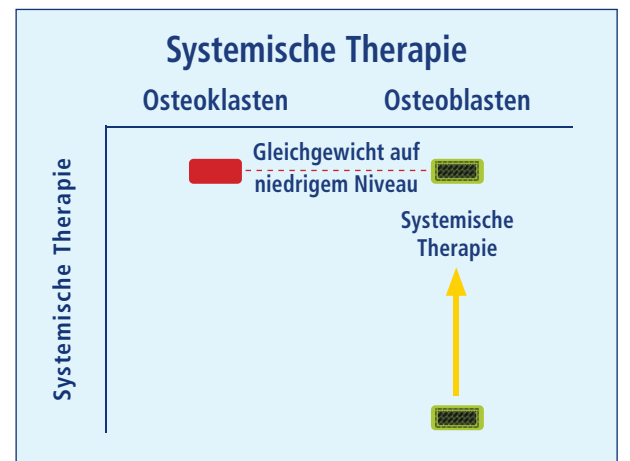 Systemische Therapie
Osteoklasten Osteoblasten
Gleichgewicht auf
niedrigem Niveau
Systemische
Therapie
Systemische Therapie